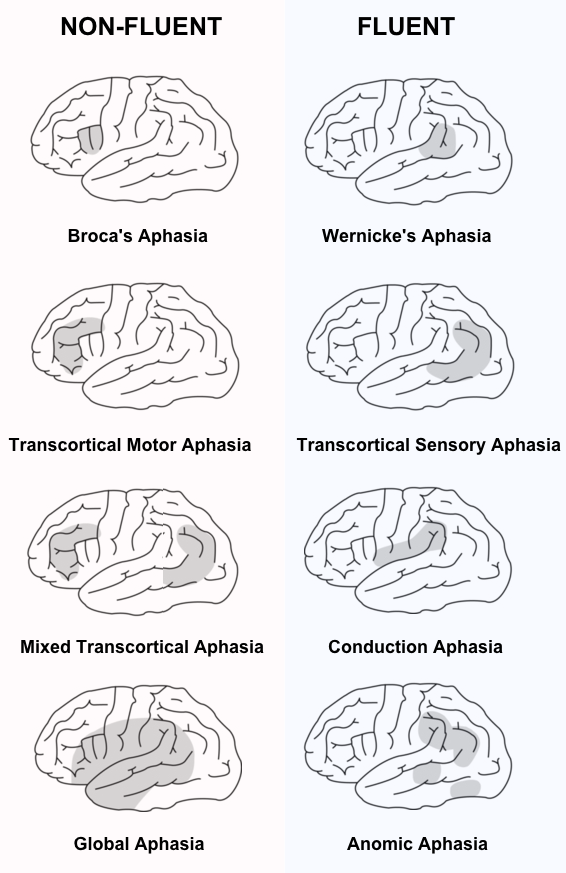 NON-FLUENT
FLUENT
Broca's Aphasia
Wernicke's Aphasia
Transcortical Motor Aphasia
Transcortical Sensory Aphasia
Mixed Transcortical Aphasia
Conduction Aphasia
Global Aphasia
Anomic Aphasia